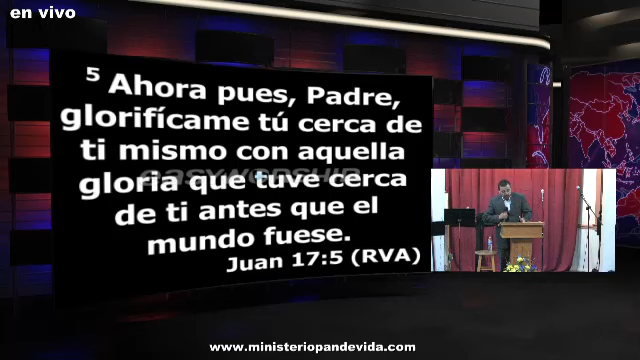 en vivo
5 Ahora pues, Padre,
glorifícame tú cerca de
ti mismo con aquella
gloria que tuve cerca
de ti antes que el
mundo fuese.
Juan 17:5 (RVA)
easyworship
www.ministeriopandevida.com